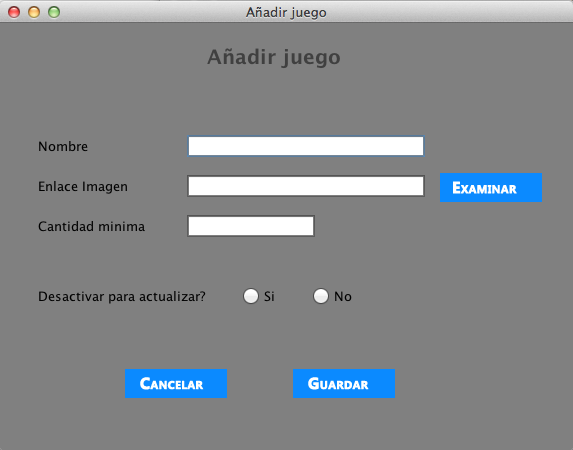 Añadir juego
Añadir juego
Nombre
Enlace Imagen
Examinar
Cantidad minima
Desactivar para actualizar? Si No
Cancelar Guardar